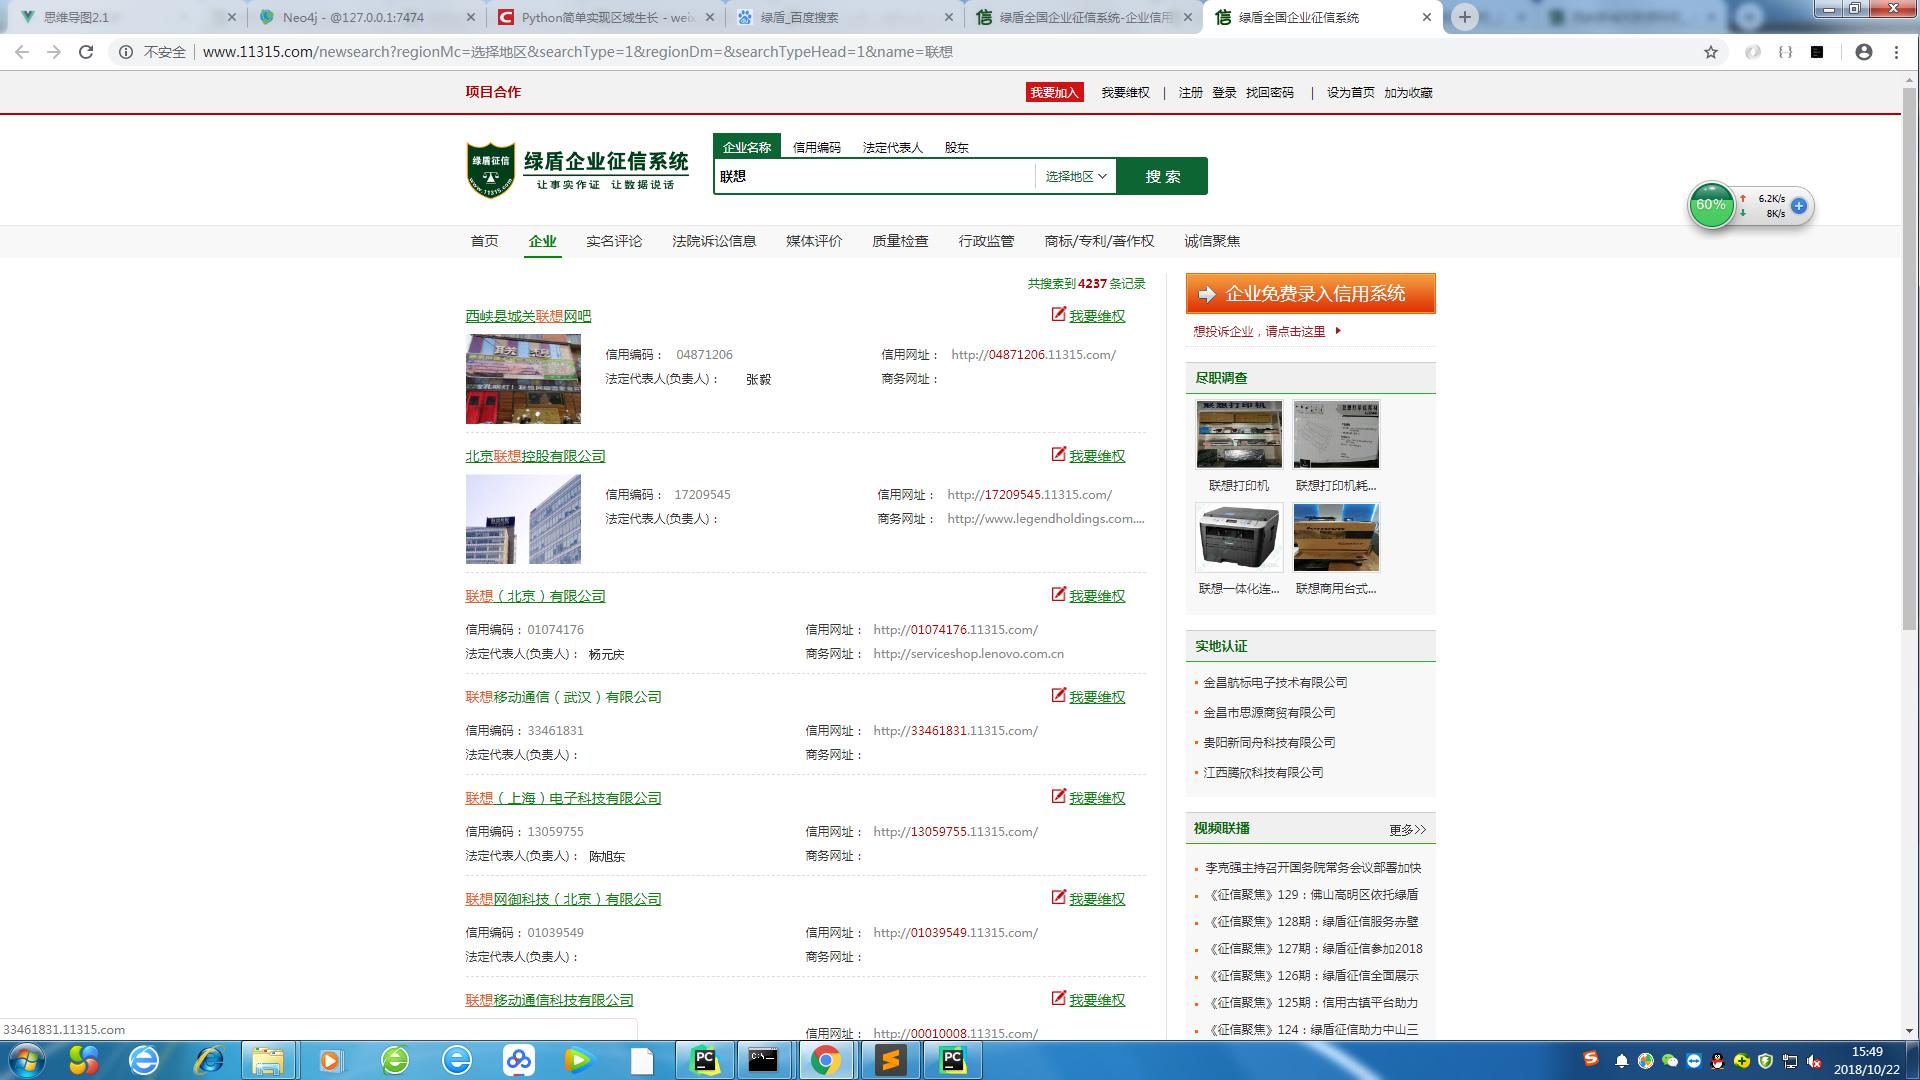 思维导图2.1
Neo4j - @127.0.0.1:7474
Python简单实现区域生长 - wei
绿盾_百度搜索
绿盾全国企业征信系统-企业信用
绿盾全国企业征信系统
不安全 www.11315.com/newsearch?regionMc=选择地区&searchType=1&regionDm=&searchTypeHead=1&name=联想
项目合作
我要加入 我要维权 | 注册 登录 找回密码 | 设为首页 加为收藏
绿盾征信
www.11315.com
绿盾企业征信系统
让事实作证 让数据说话
企业名称 信用编码 法定代表人 股东
联想 选择地区 搜 索
60% 6.2K/s
8K/s
首页 企业 实名评论 法院诉讼信息 媒体评价 质量检查 行政监管 商标/专利/著作权 诚信聚焦
共搜索到 4237 条记录
西峡县城关联想网吧 我要维权
信用编码： 04871206 信用网址： http://04871206.11315.com/
法定代表人(负责人)： 张毅 商务网址：
北京联想控股有限公司 我要维权
信用编码： 17209545 信用网址： http://17209545.11315.com/
法定代表人(负责人)： 商务网址： http://www.legendholdings.com....
联想（北京）有限公司 我要维权
信用编码：01074176 信用网址： http://01074176.11315.com/
法定代表人(负责人)： 杨元庆 商务网址： http://serviceshop.lenovo.com.cn
联想移动通信（武汉）有限公司 我要维权
信用编码：33461831 信用网址： http://33461831.11315.com/
法定代表人(负责人)： 商务网址：
联想（上海）电子科技有限公司 我要维权
信用编码：13059755 信用网址： http://13059755.11315.com/
法定代表人(负责人)： 陈旭东 商务网址：
联想网御科技（北京）有限公司 我要维权
信用编码：01039549 信用网址： http://01039549.11315.com/
法定代表人(负责人)： 商务网址：
联想移动通信科技有限公司 我要维权
信用网址： http://00010008.11315.com/
企业免费录入信用系统
想投诉企业，请点击这里
尽职调查
联想打印机 联想打印机耗...
联想一体化连... 联想商用台式...
实地认证
金昌航标电子技术有限公司
金昌市思源商贸有限公司
贵阳新同舟科技有限公司
江西腾欣科技有限公司
视频联播 更多>>
李克强主持召开国务院常务会议部署加快
《征信聚焦》129：佛山高明区依托绿盾
《征信聚焦》128期：绿盾征信服务赤壁
《征信聚焦》127期：绿盾征信参加2018
《征信聚焦》126期：绿盾征信全面展示
《征信聚焦》125期：信用古镇平台助力
《征信聚焦》124：绿盾征信助力中山三
33461831.11315.com
15:49
2018/10/22